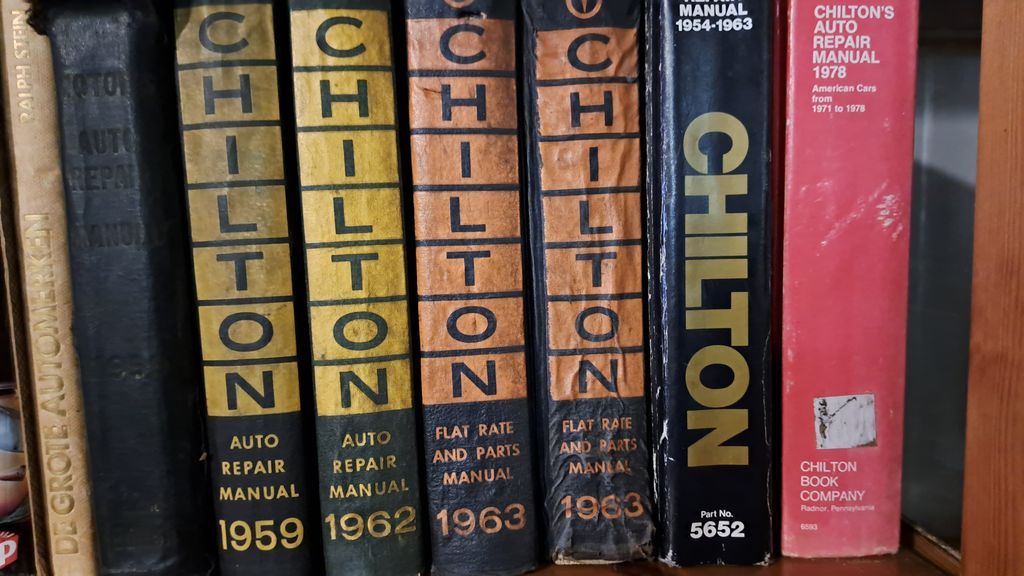 RALPH STEIN
DE GROTE AUTOMERKEN
AUTO
MANUAL
CHILTON
AUTO
REPAIR
MANUAL
1959
CHILTON
AUTO
REPAIR
MANUAL
1962
CHILTON
FLAT RATE
AND PARTS
MANUAL
1963
CHILTON
FLAT RATE
AND PARTS
MANUAL
1963
MANUAL
1954-1963
CHILTON
Part No.
5652
CHILTON'S
AUTO
REPAIR
MANUAL
1978
American Cars
from
1971 to 1978
CHILTON
BOOK
COMPANY
Radnor, Pennsylvania
6593